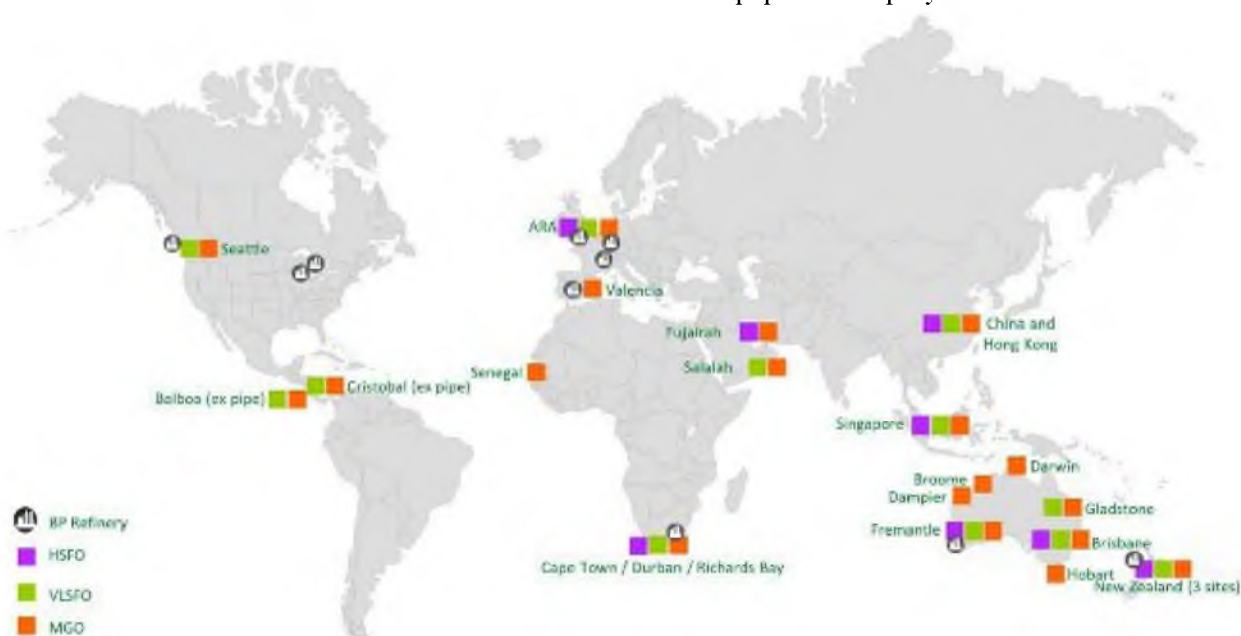 ARA
Seattle
Valencia
Fujairah
China and
Hong Kong
Salalah
Senegal
Cristobal (ex pipe)
Balboa (ex pipe)
Singapore
Darwin
Broome
Dampier
Gladstone
Fremantle
Brisbane
Cape Town / Durban / Richards Bay
Hobart
New Zealand (3 sites)
BP Refinery
HSFO
VLSFO
MGO